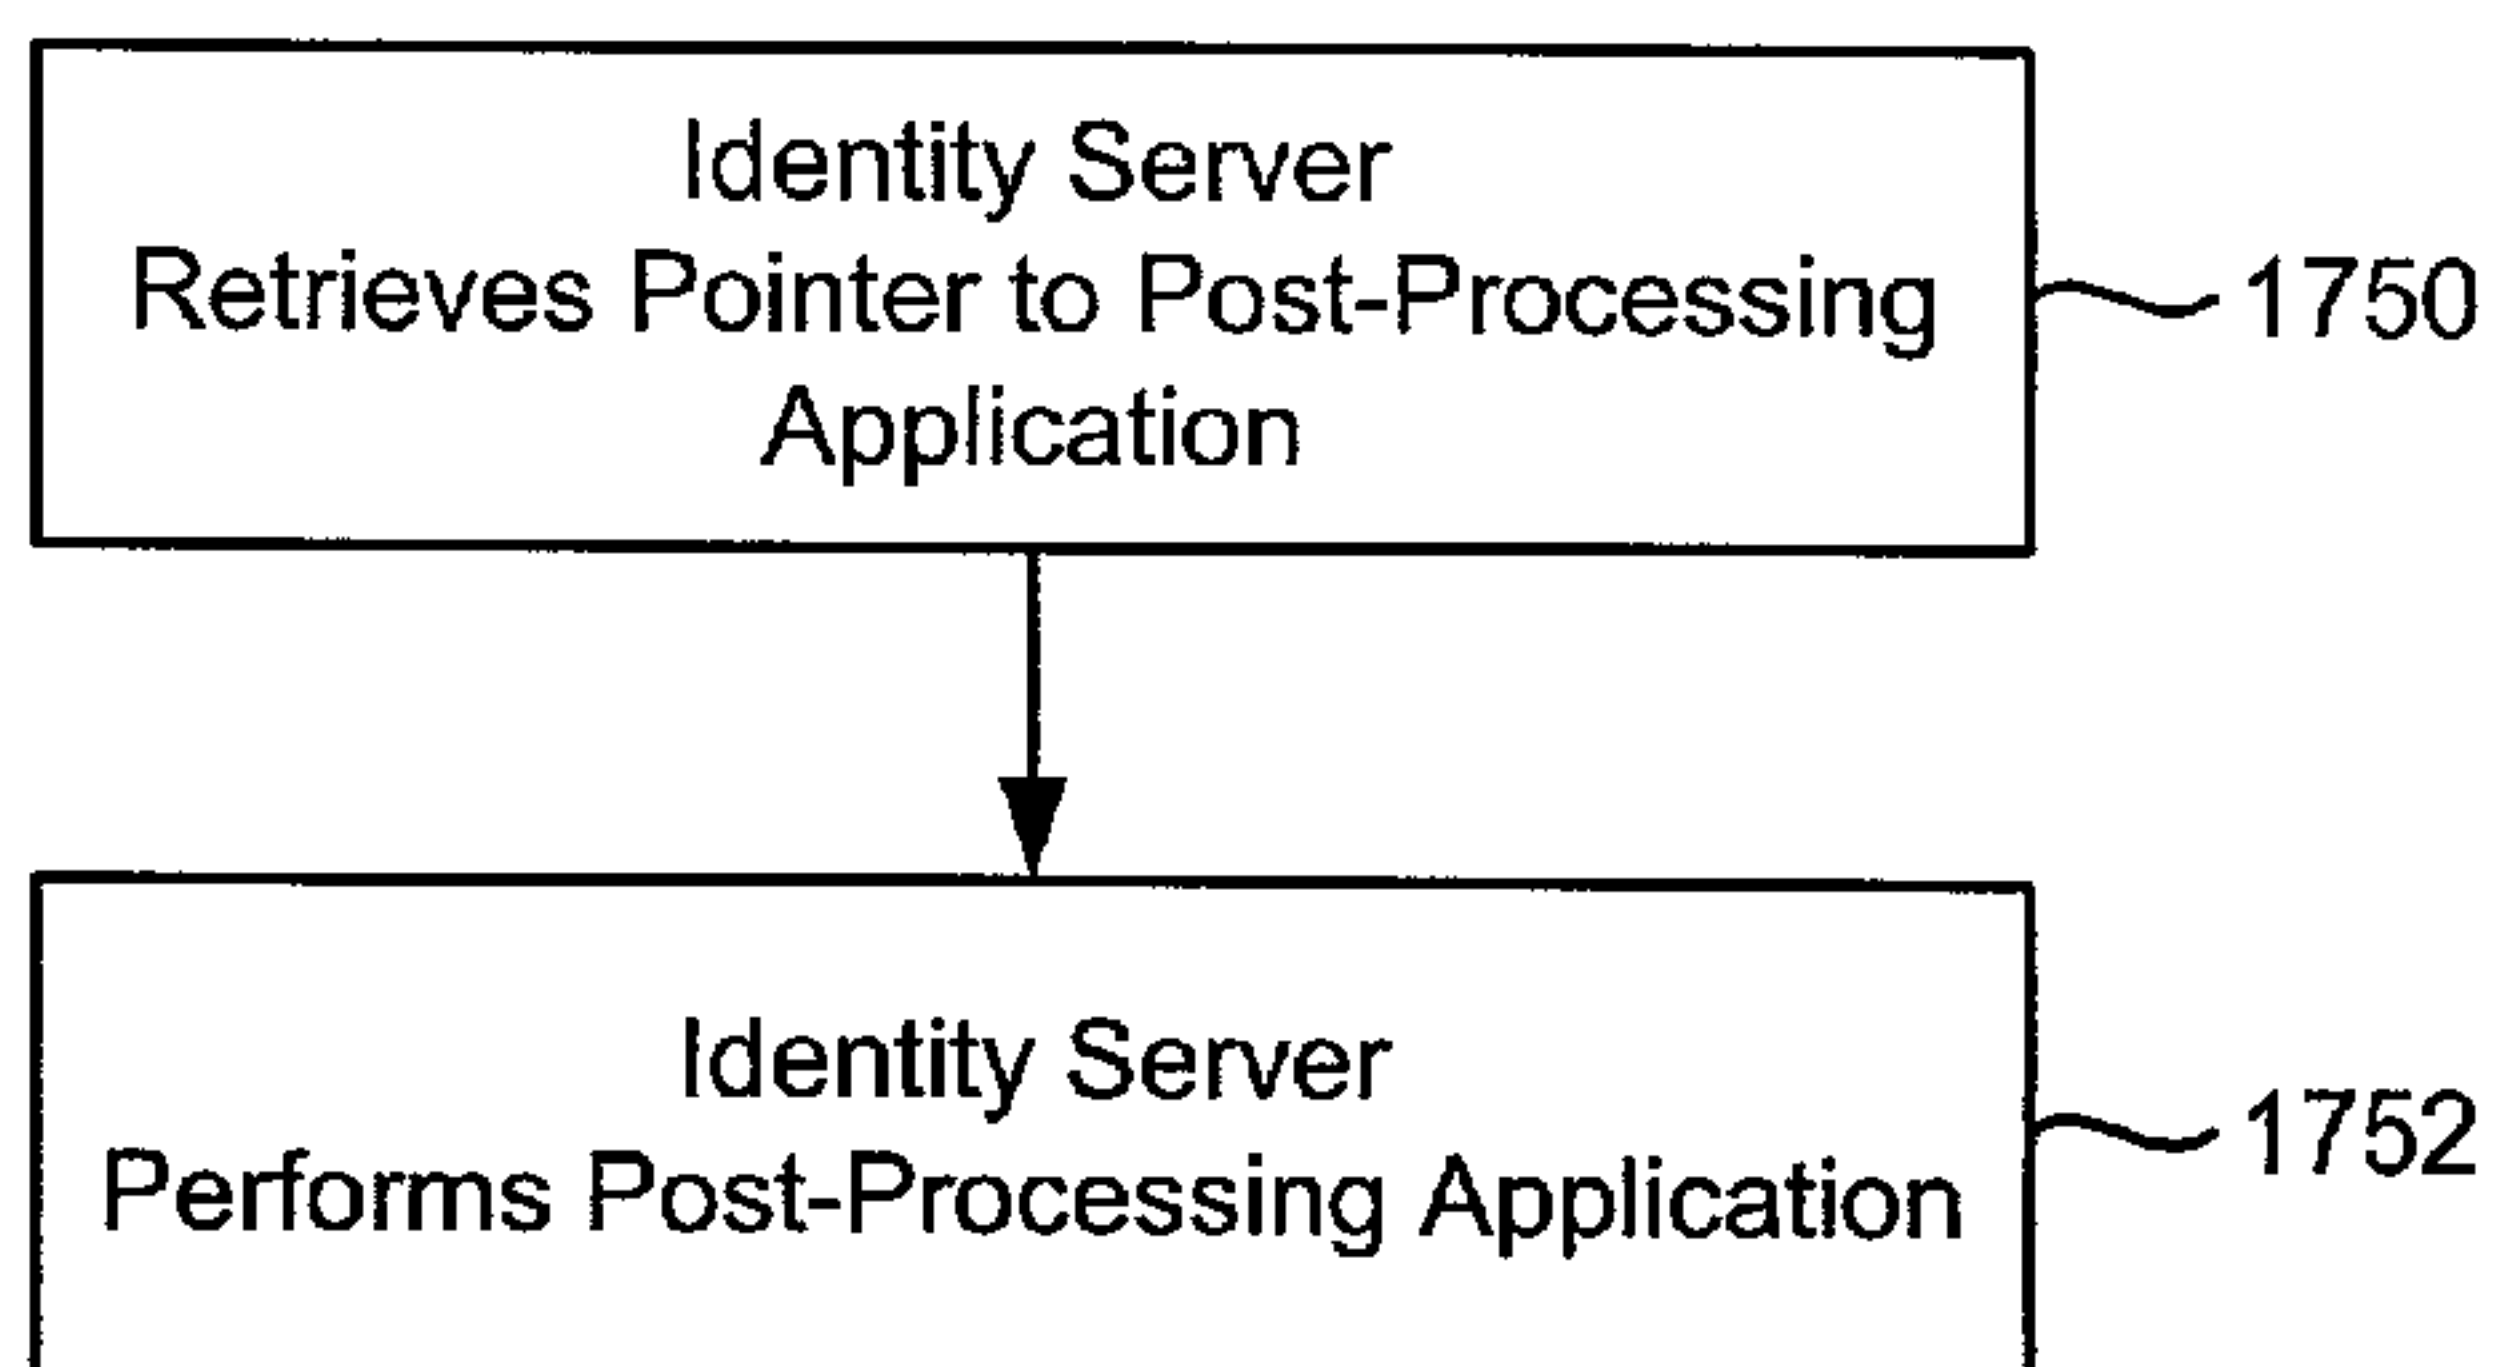 Identity Server
Retrieves Pointer to Post-Processing
Application
1750
Identity Server
Performs Post-Processing Application
1752